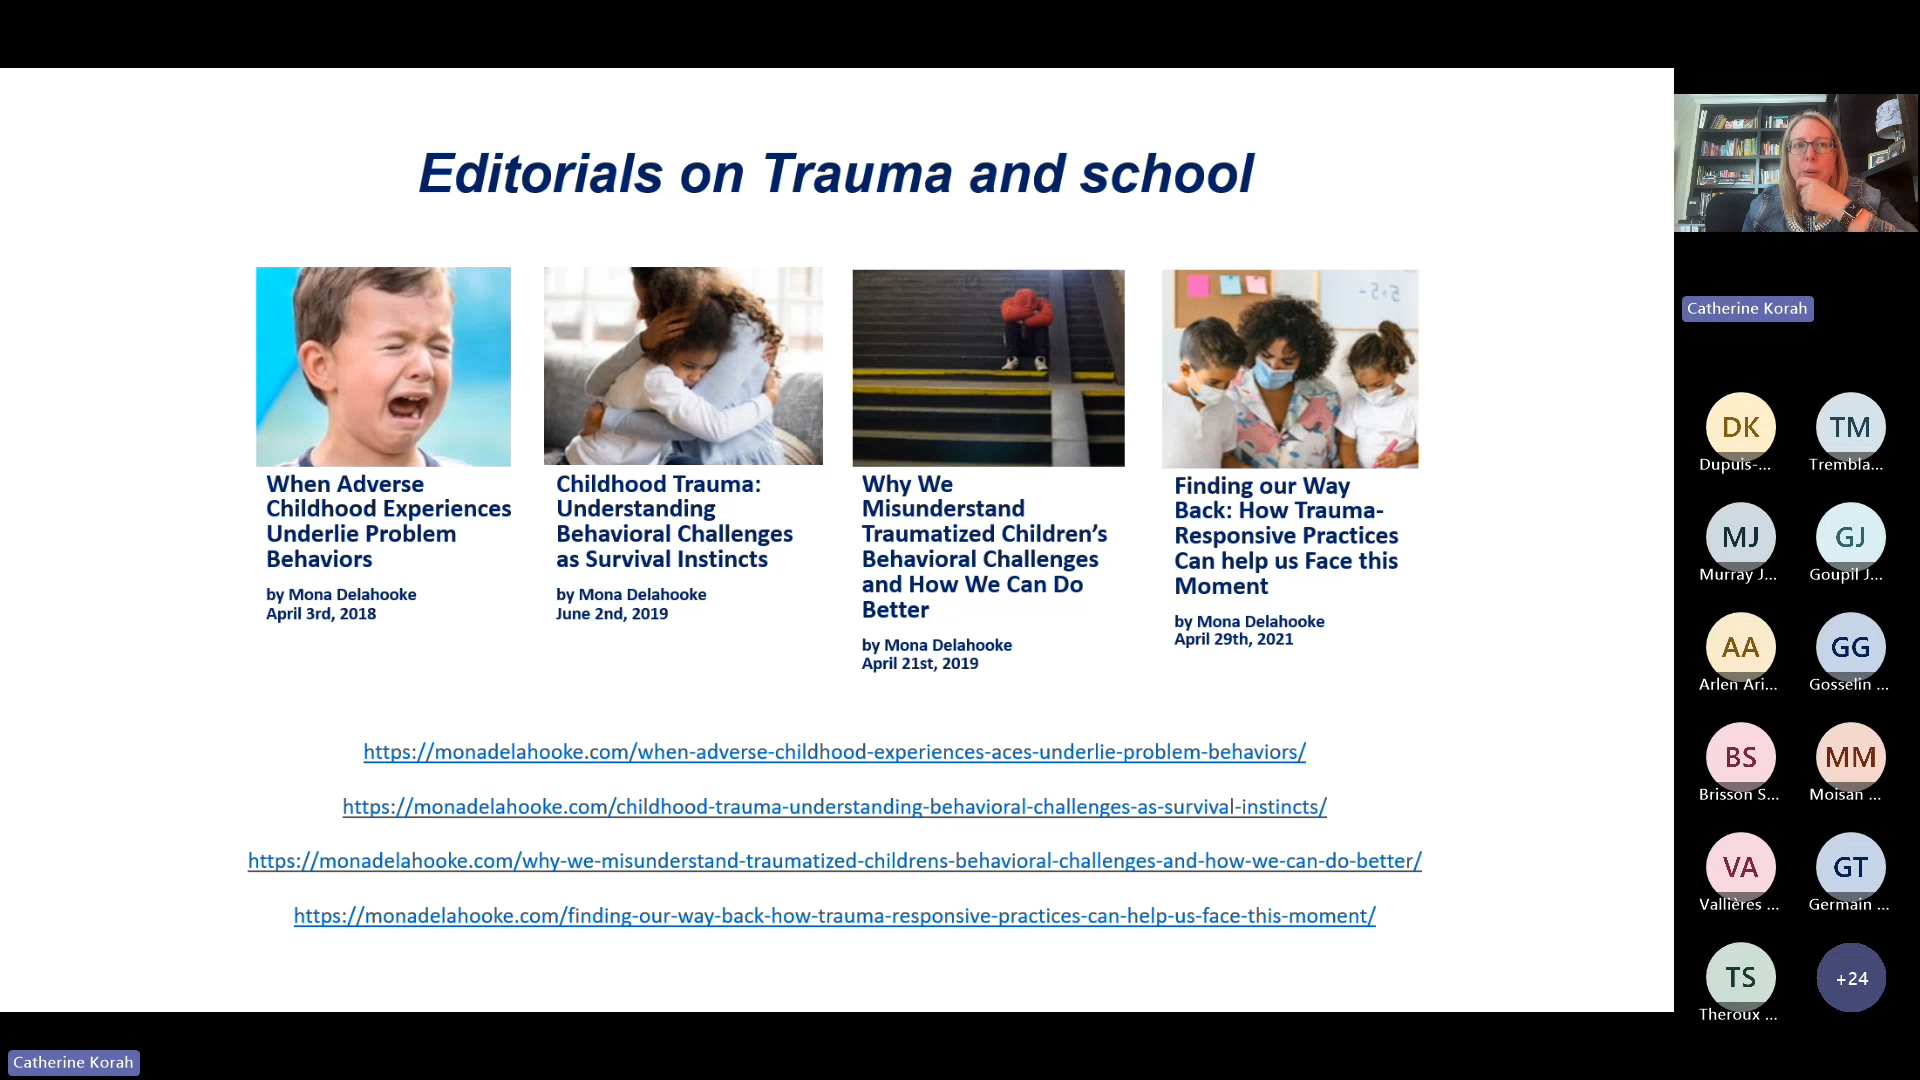 Editorials on Trauma and school
5+5-
When Adverse
Childhood Experiences
Underlie Problem
Behaviors
by Mona Delahooke
April 3rd, 2018
Childhood Trauma:
Understanding
Behavioral Challenges
as Survival Instincts
by Mona Delahooke
June 2nd, 2019
Why We
Misunderstand
Traumatized Children’s
Behavioral Challenges
and How We Can Do
Better
by Mona Delahooke
April 21st, 2019
Finding our Way
Back: How Trauma-
Responsive Practices
Can help us Face this
Moment
by Mona Delahooke
April 29th, 2021
https://monadelahooke.com/when-adverse-childhood-experiences-aces-underlie-problem-behaviors/
https://monadelahooke.com/childhood-trauma-understanding-behavioral-challenges-as-survival-instincts/
https://monadelahooke.com/why-we-misunderstand-traumatized-childrens-behavioral-challenges-and-how-we-can-do-better/
https://monadelahooke.com/finding-our-way-back-how-trauma-responsive-practices-can-help-us-face-this-moment/
Catherine Korah
DK
Dupuis-...
TM
Trembla...
MJ
Murray J...
GJ
Goupil J...
AA
Arlen Ari...
GG
Gosselin ...
BS
Brisson S...
MM
Moisan ...
VA
Vallières ...
GT
Germain ...
TS
Theroux ...
+24
Catherine Korah